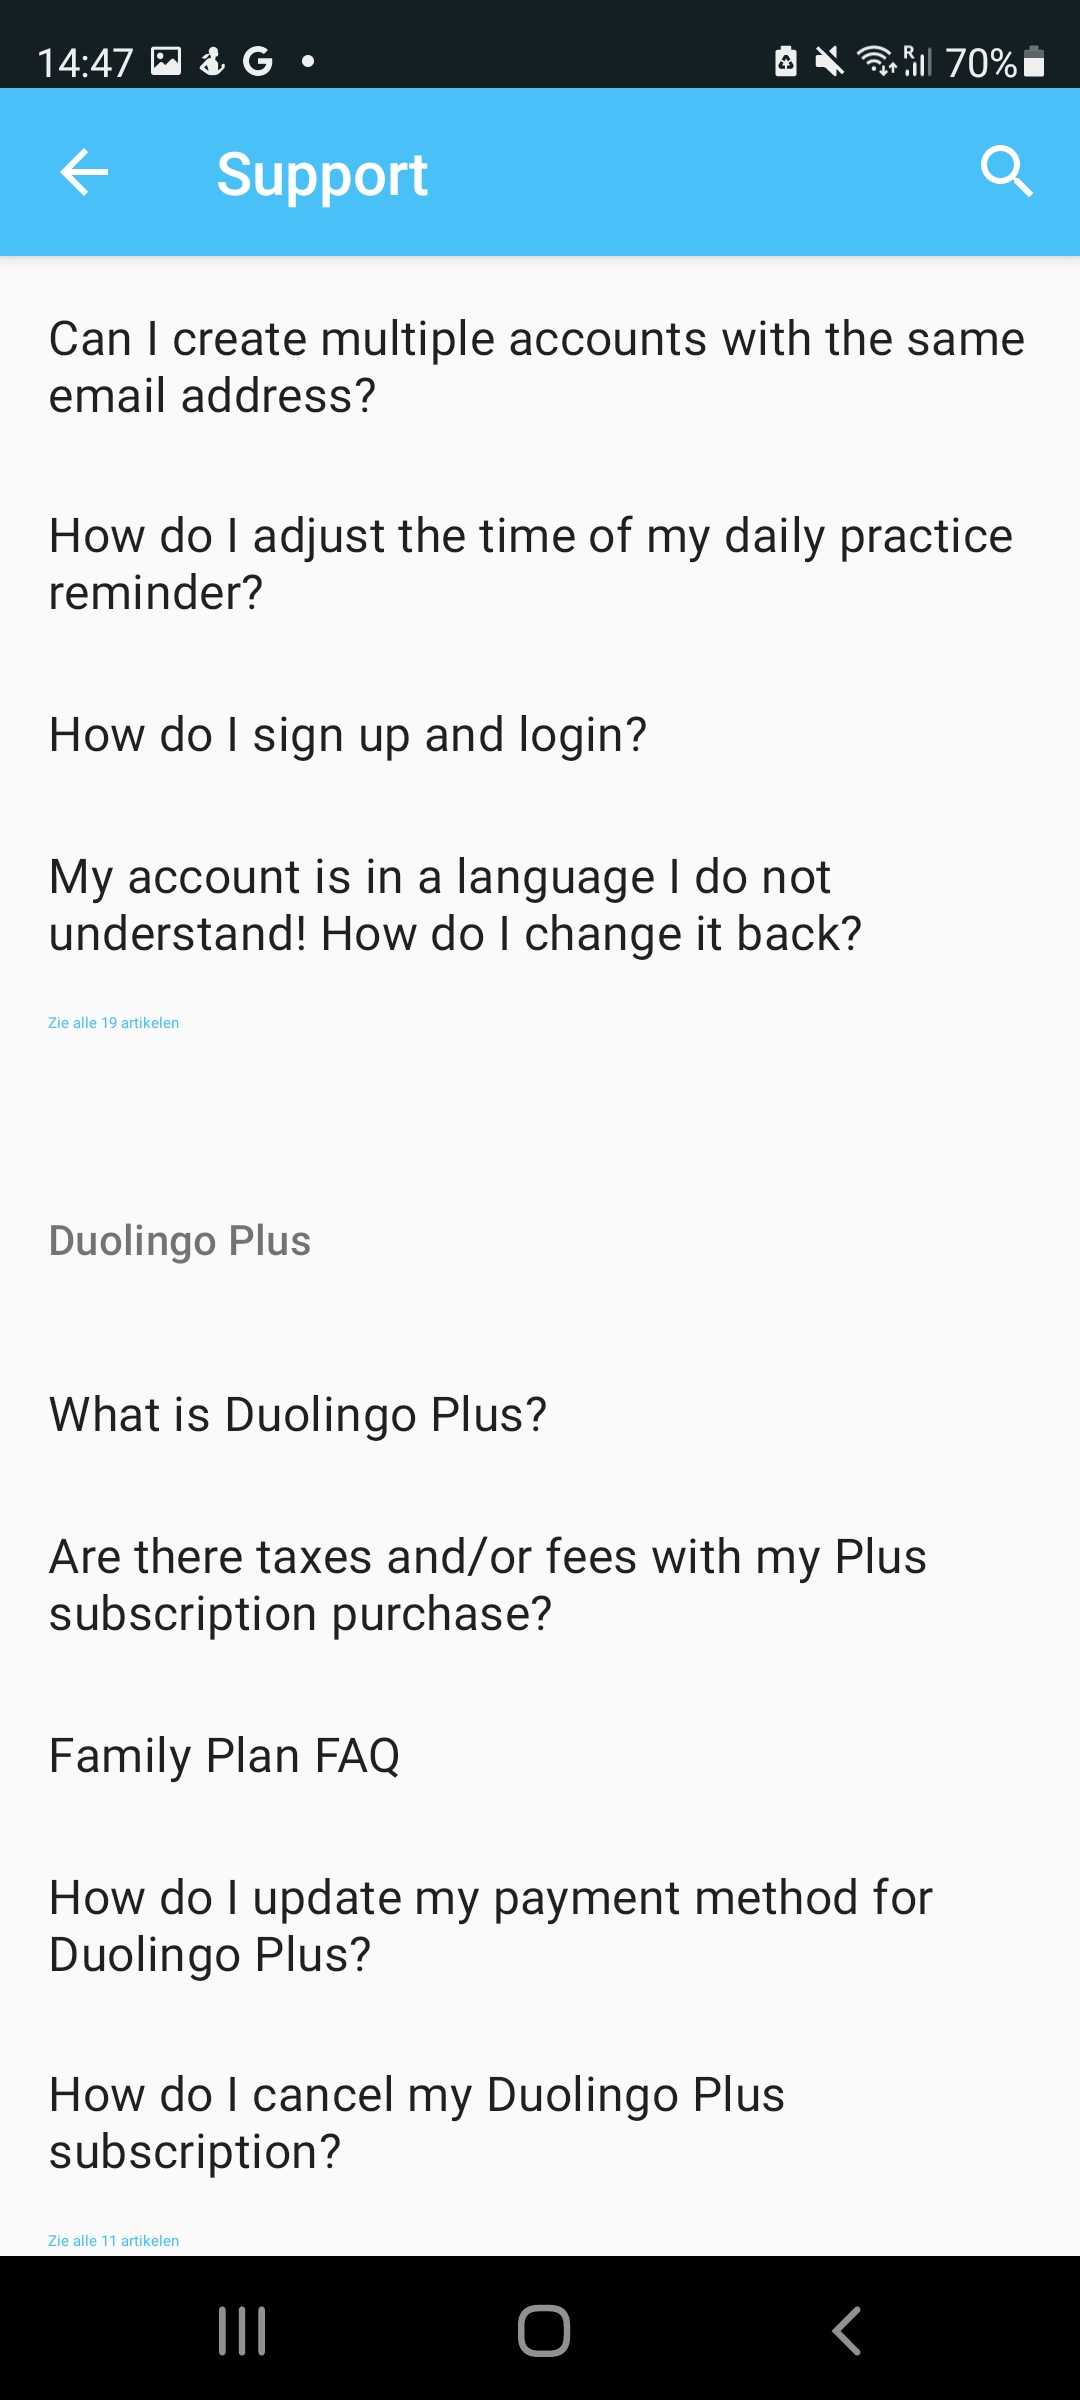 14:47
R
70%
Support
Can I create multiple accounts with the same
email address?
How do I adjust the time of my daily practice
reminder?
How do I sign up and login?
My account is in a language I do not
understand! How do I change it back?
Zie alle 19 artikelen
Duolingo Plus
What is Duolingo Plus?
Are there taxes and/or fees with my Plus
subscription purchase?
Family Plan FAQ
How do I update my payment method for
Duolingo Plus?
How do I cancel my Duolingo Plus
subscription?
Zie alle 11 artikelen